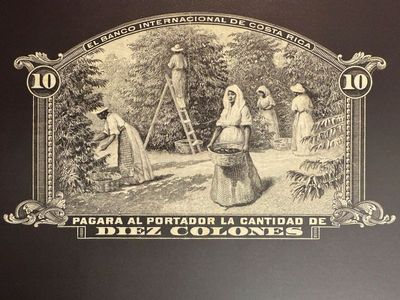 EL BANCO INTERNACIONAL DE COSTA RICA
10 10
PAGARA AL PORTADOR LA CANTIDAD DE
DIEZ COLONES